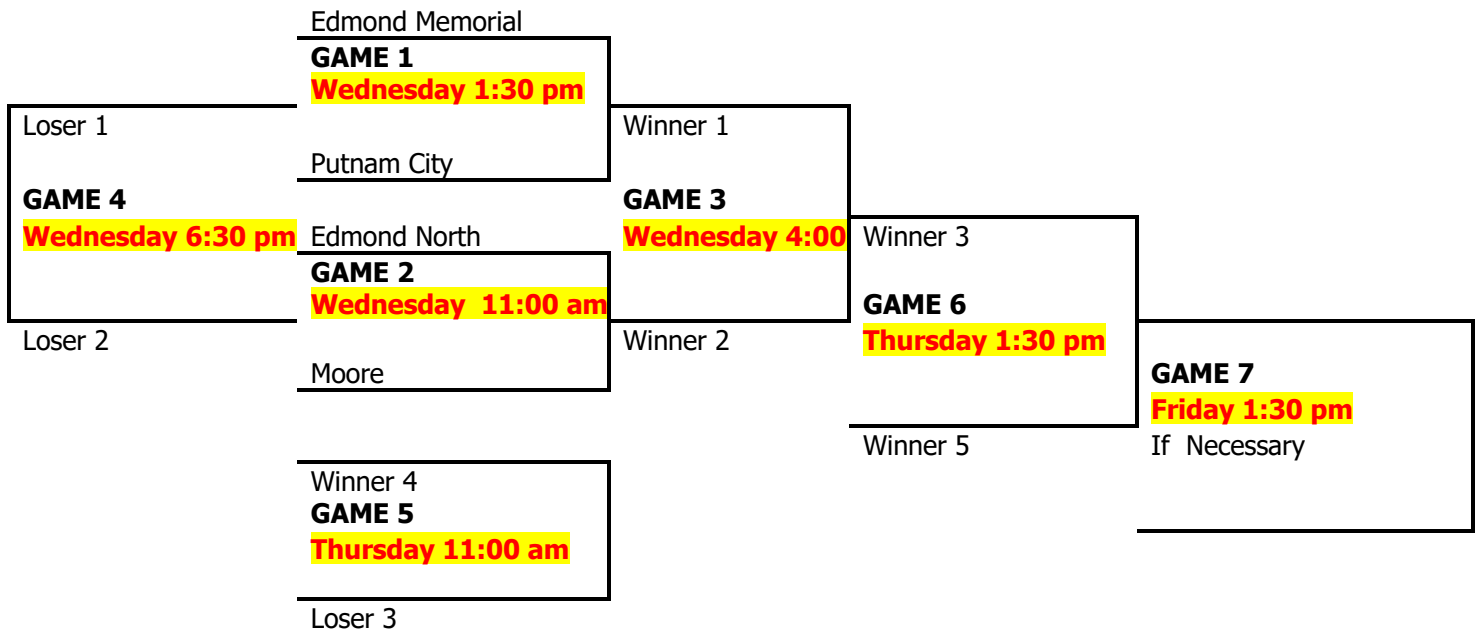 Edmond Memorial
GAME 1
Wednesday 1:30 pm
Loser 1
Winner 1
Putnam City
GAME 4
GAME 3
Wednesday 6:30 pm
Edmond North
Wednesday 4:00
Winner 3
GAME 2
Wednesday  11:00 am
GAME 6
Loser 2
Winner 2
Thursday 1:30 pm
Moore
GAME 7
Friday 1:30 pm
Winner 5
If  Necessary
Winner 4
GAME 5
Thursday 11:00 am
Loser 3